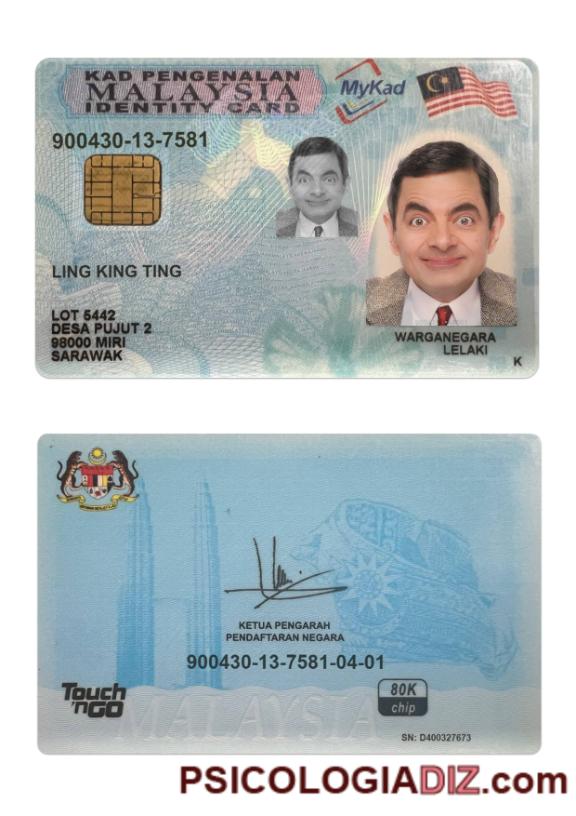 KAD PENGENALAN
MALAYSIA
IDENTITY CARD
MyKad
900430-13-7581
LING KING TING
LOT 5442
DESA PUJUT 2
98000 MIRI
SARAWAK
WARGANEGARA
LELAKI
K
KETUA PENGARAH
PENDAFTARAN NEGARA
900430-13-7581-04-01
Touch
'nGO
80K
chip
MALAYSIA
SN: D400327673
PSICOLOGIADIZ.com